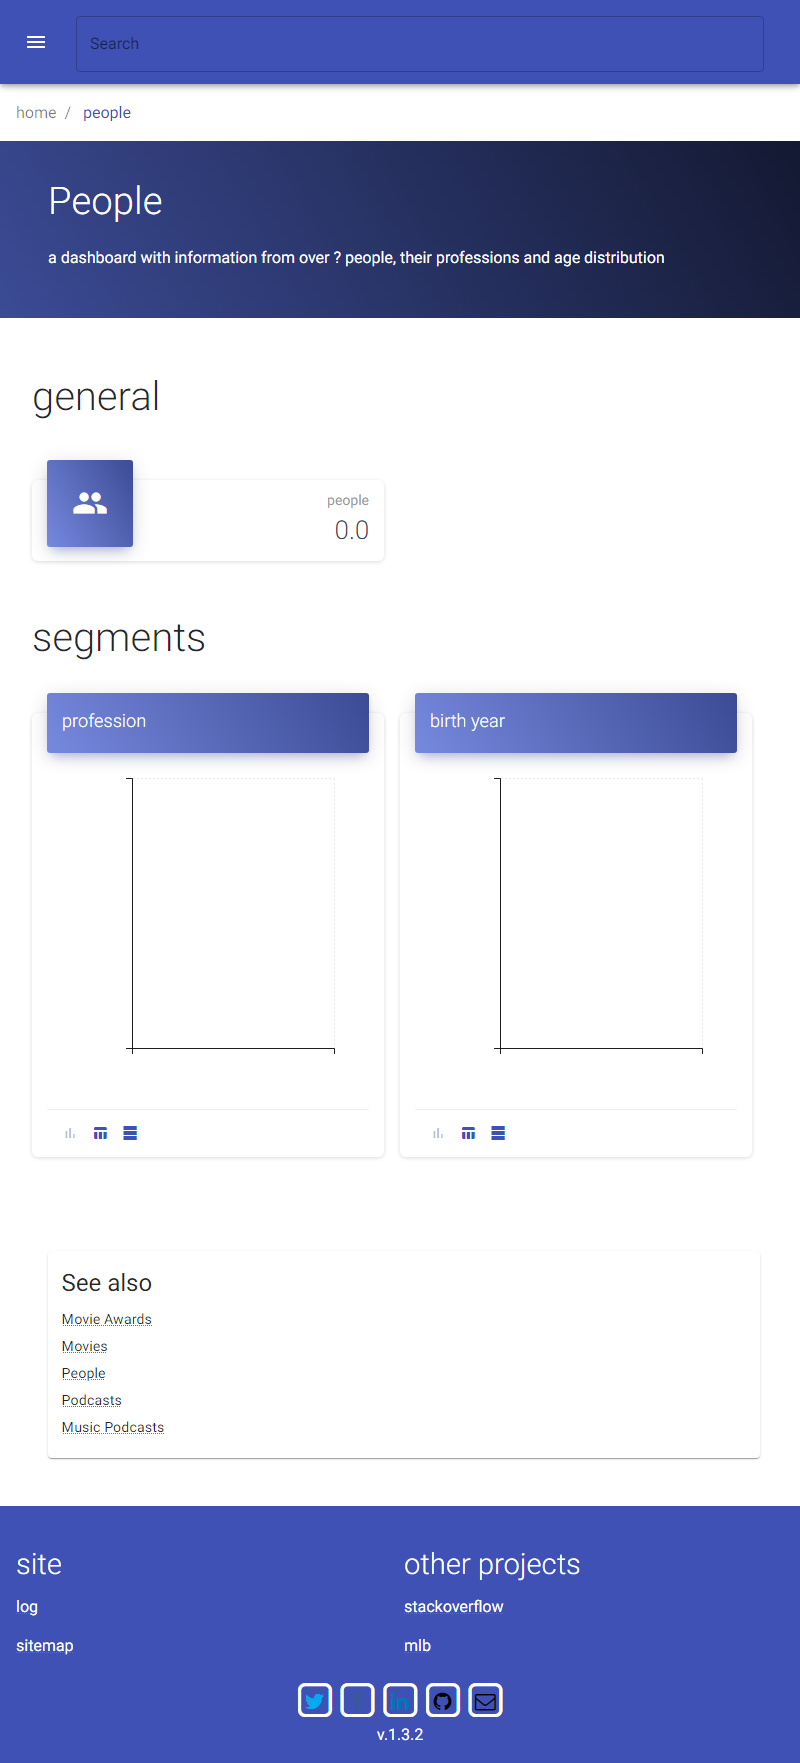 Search
home / people
People
a dashboard with information from over ? people, their professions and age distribution
general
people
0.0
segments
profession
birth year
See also
Movie Awards
Movies
People
Podcasts
Music Podcasts
site
log
sitemap
other projects
stackoverflow
mlb
in
v.1.3.2